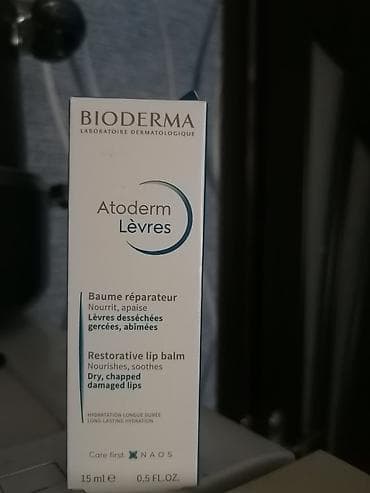 BIODERMA
LABORATOIRE DERMATOLOGIQUE
Atoderm
Lèvres
Baume réparateur
Nourrit, apaise
Lèvres desséchées
gercées, abîmées
Restorative lip balm
Nourishes, soothes
Dry, chapped
damaged lips
HYDRATATION LONGUE DURÉE
LONG-LASTING HYDRATION
Care first NAOS
15 ml e 0.5 FL.OZ.